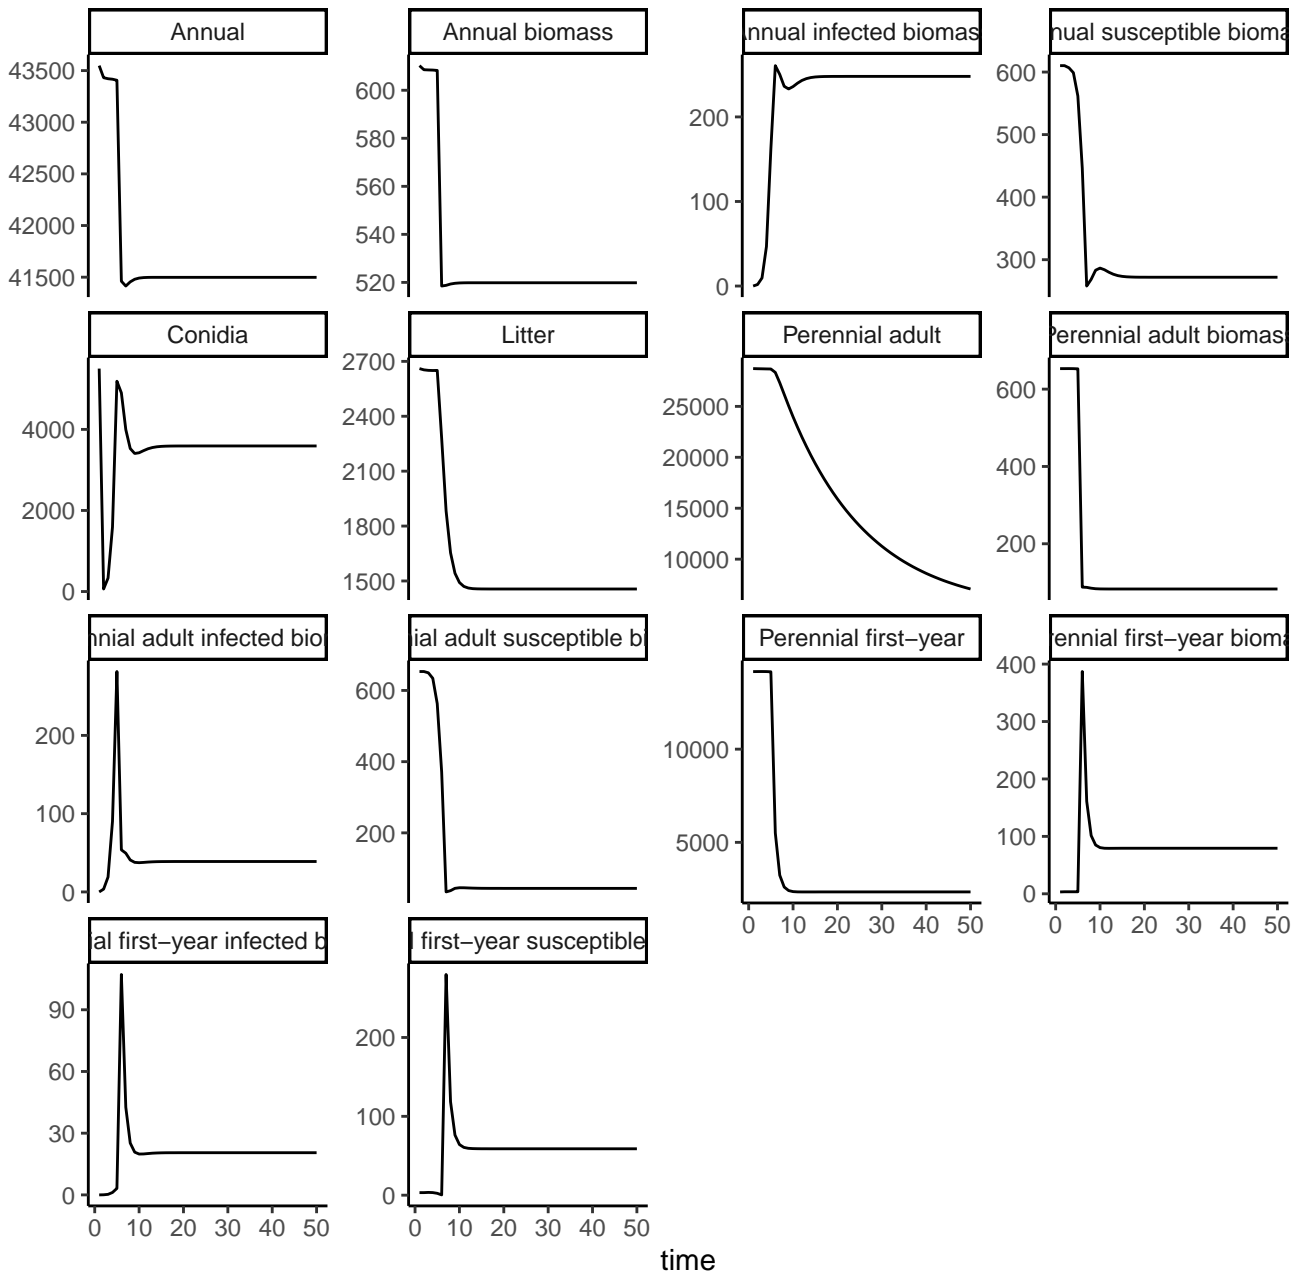 Annual
Annual biomass
Annual infected biomas
nual susceptible bioma
43500
43000
42500
42000
41500
600
580
560
540
520
200
100
0
600
500
400
300
Conidia
Litter
Perennial adult
Perennial adult biomas
4000
2000
0
2700
2400
2100
1800
1500
25000
20000
15000
10000
600
400
200
nnial adult infected bio
ial adult susceptible bi
Perennial first−year
rennial first−year bioma
200
100
0
600
400
200
10000
5000
400
300
200
100
0
0 10 20 30 40 50
0 10 20 30 40 50
ial first−year infected b
l first−year susceptible
90
60
30
0
200
100
0
0 10 20 30 40 50
0 10 20 30 40 50
time